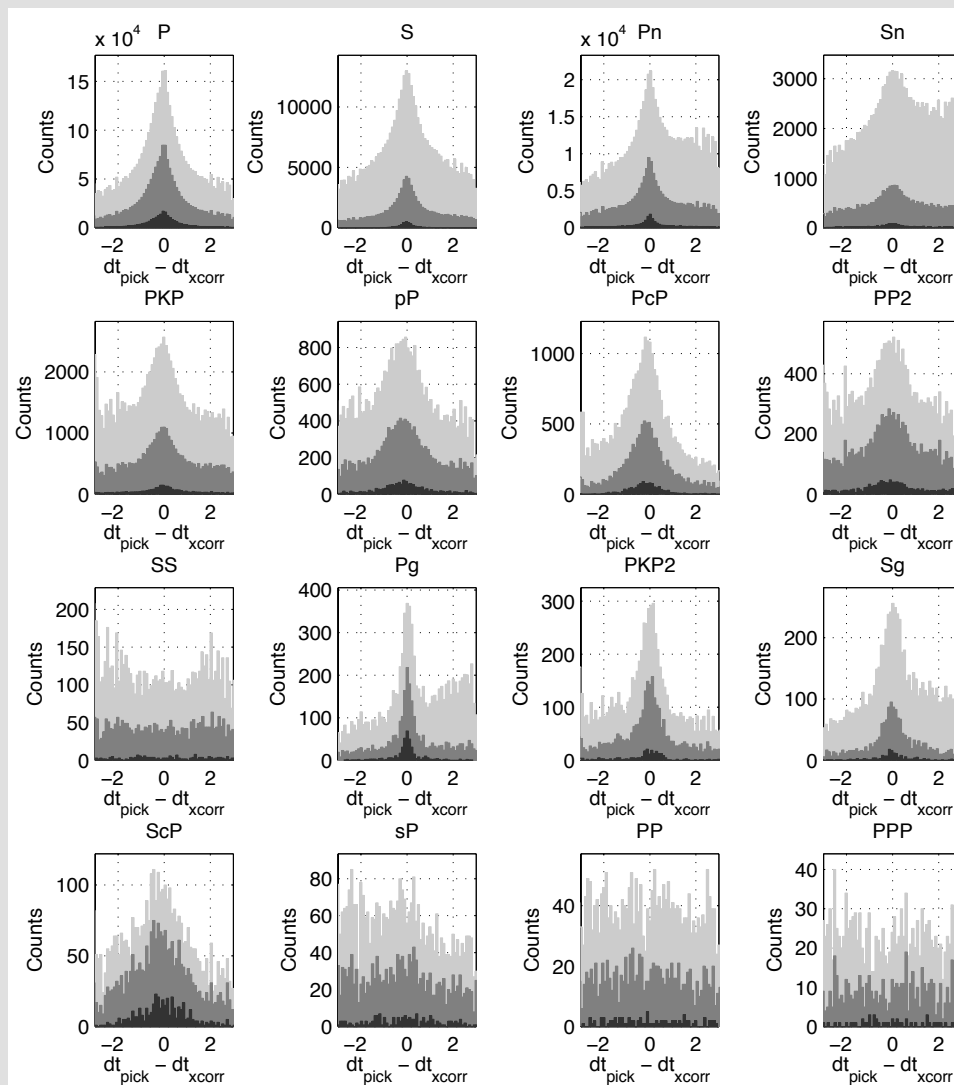 P S Pn Sn
x 10^4 x 10^4
Counts Counts Counts Counts
15 10000 2 3000
10 1.5 2000
5 5000 1 1000
0.5
0 0 0 0
−2 0 2 −2 0 2 −2 0 2 −2 0 2
dt_pick − dt_xcorr dt_pick − dt_xcorr dt_pick − dt_xcorr dt_pick − dt_xcorr
PKP pP PcP PP2
Counts Counts Counts Counts
2000 800 1000 400
600
1000 400 500 200
200
0 0 0 0
−2 0 2 −2 0 2 −2 0 2 −2 0 2
dt_pick − dt_xcorr dt_pick − dt_xcorr dt_pick − dt_xcorr dt_pick − dt_xcorr
SS Pg PKP2 Sg
Counts Counts Counts Counts
200 400 300 200
150 300 200
100 200 100 100
50 100
0 0 0 0
−2 0 2 −2 0 2 −2 0 2 −2 0 2
dt_pick − dt_xcorr dt_pick − dt_xcorr dt_pick − dt_xcorr dt_pick − dt_xcorr
ScP sP PP PPP
Counts Counts Counts Counts
100 80 40 40
60 30
50 40 20 20
20 10
0 0 0 0
−2 0 2 −2 0 2 −2 0 2 −2 0 2
dt_pick − dt_xcorr dt_pick − dt_xcorr dt_pick − dt_xcorr dt_pick − dt_xcorr